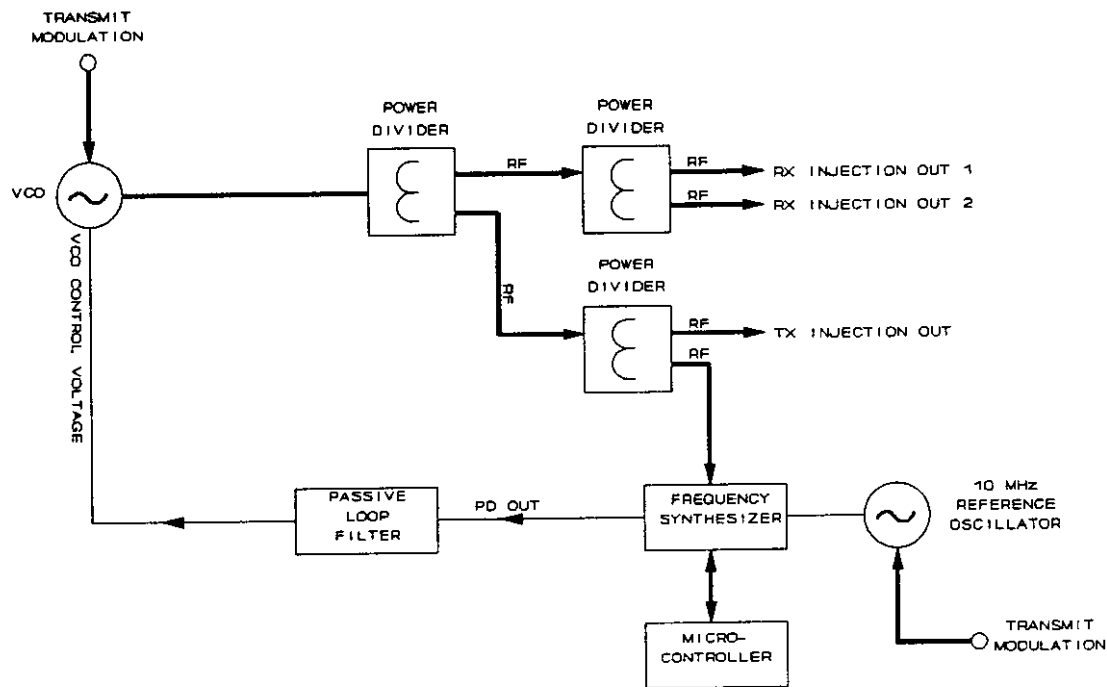 TRANSMIT
MODULATION
POWER
DIVIDER
POWER
DIVIDER
VCO
RF
RF
RX INJECTION OUT 1
RF
RX INJECTION OUT 2
VCO CONTROL VOLTAGE
RF
POWER
DIVIDER
RF
TX INJECTION OUT
RF
PASSIVE
LOOP
FILTER
PD OUT
FREQUENCY
SYNTHESIZER
10 MHz
REFERENCE
OSCILLATOR
MICRO-
CONTROLLER
TRANSMIT
MODULATION